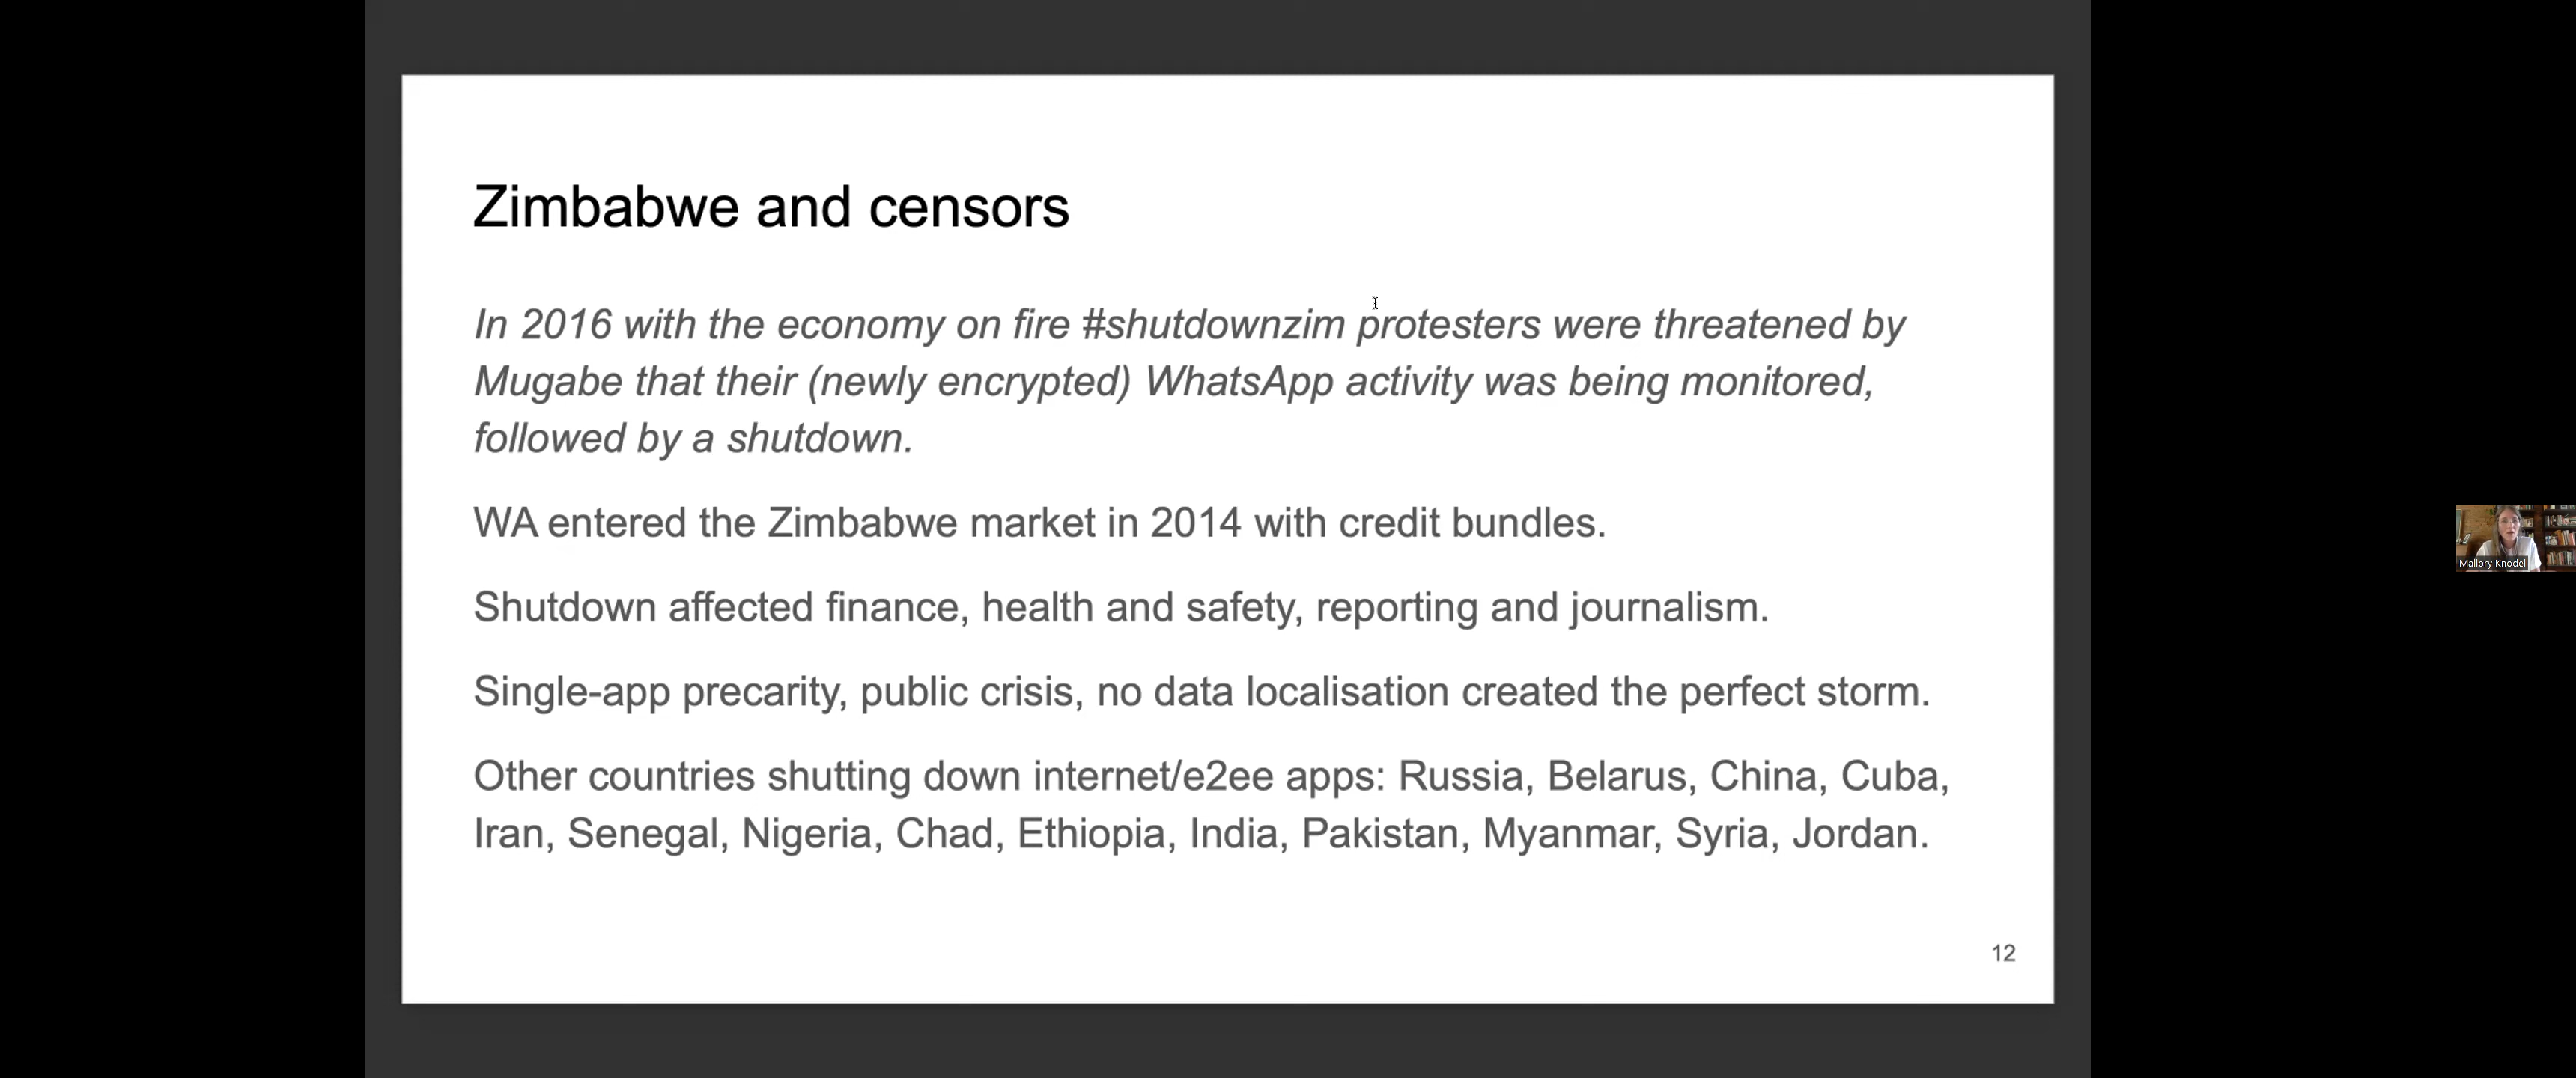 Zimbabwe and censors
In 2016 with the economy on fire #shutdownzim protesters were threatened by
Mugabe that their (newly encrypted) WhatsApp activity was being monitored,
followed by a shutdown.
WA entered the Zimbabwe market in 2014 with credit bundles.
Shutdown affected finance, health and safety, reporting and journalism.
Single-app precarity, public crisis, no data localisation created the perfect storm.
Other countries shutting down internet/e2ee apps: Russia, Belarus, China, Cuba,
Iran, Senegal, Nigeria, Chad, Ethiopia, India, Pakistan, Myanmar, Syria, Jordan.
12
Mallory Knodel